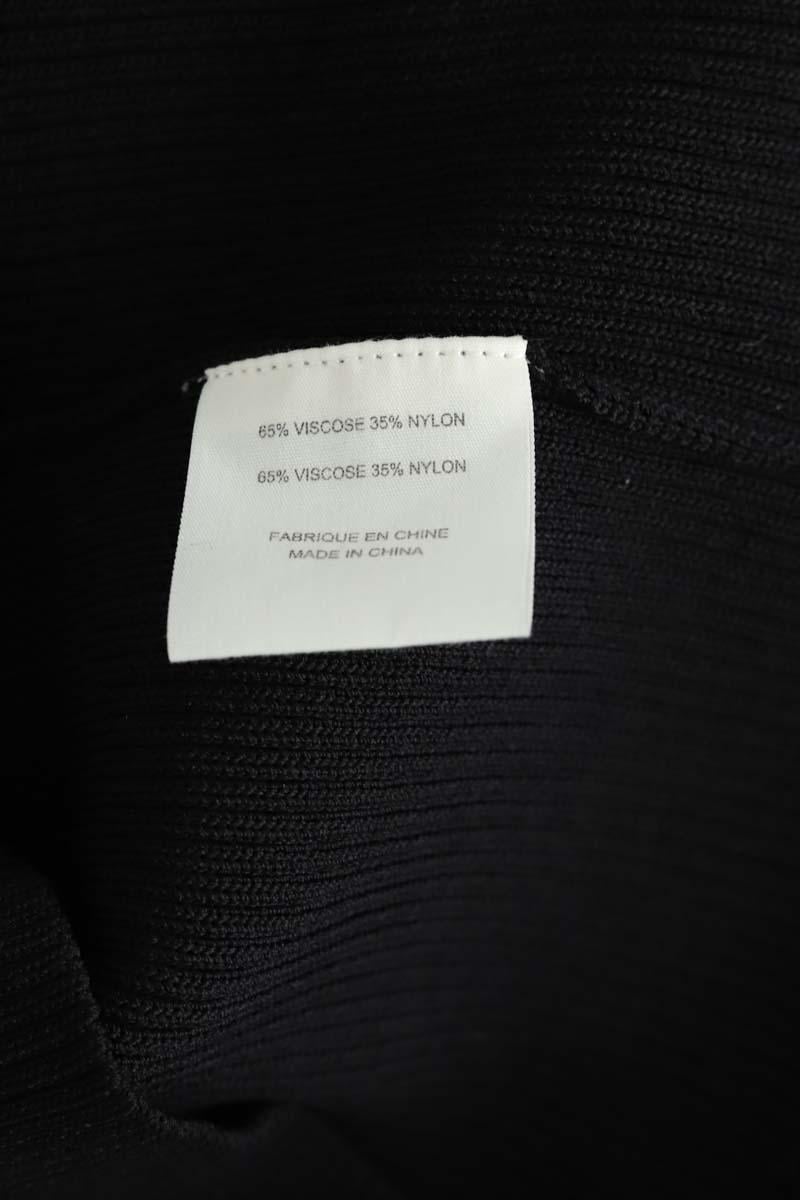 65% VISCOSE 35% NYLON
65% VISCOSE 35% NYLON
FABRIQUE EN CHINE
MADE IN CHINA